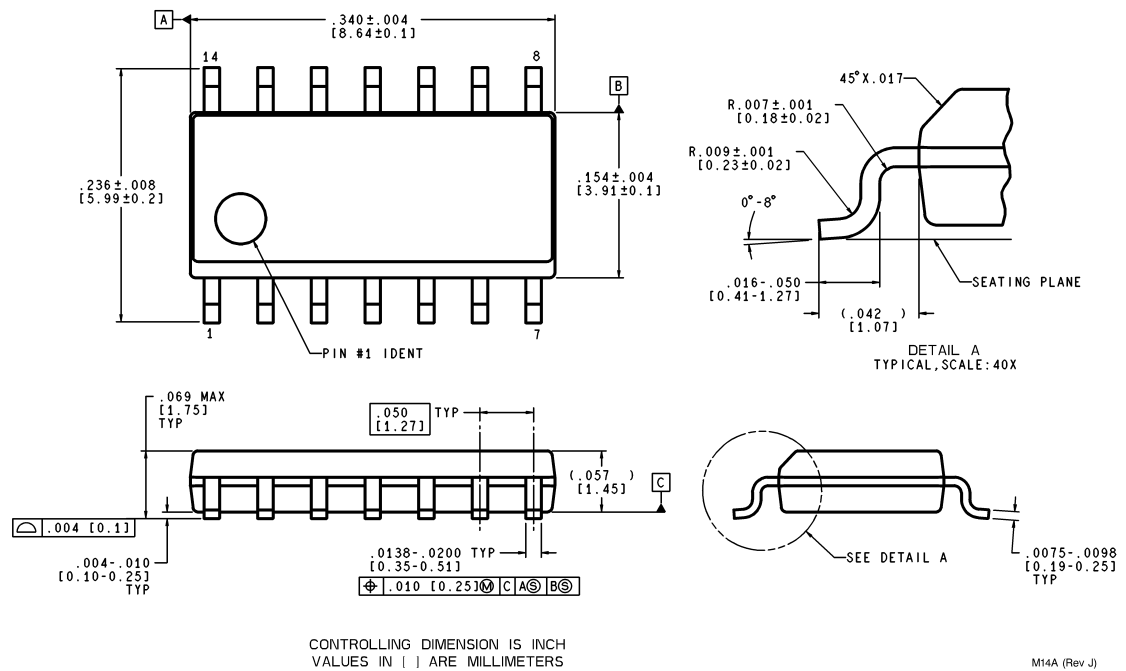 A
.340±.004
[8.64±0.1]
14
8
B
.236±.008
[5.99±0.2]
.154±.004
[3.91±0.1]
1
7
PIN #1 IDENT
45°X.017
R.007±.001
[0.18±0.02]
R.009±.001
[0.23±0.02]
0°-8°
SEATING PLANE
.016-.050
[0.41-1.27]
(.042 )
[1.07]
DETAIL A
TYPICAL,SCALE:40X
.069 MAX
[1.75]
TYP
.050 TYP
[1.27]
(.057 )
[1.45]
C
⌓ .004 [0.1]
.004-.010
[0.10-0.25]
TYP
.0138-.0200 TYP
[0.35-0.51]
⌖ .010 [0.25]Ⓜ C AⓈ BⓈ
SEE DETAIL A
.0075-.0098
[0.19-0.25]
TYP
CONTROLLING DIMENSION IS INCH
VALUES IN [ ] ARE MILLIMETERS
M14A (Rev J)